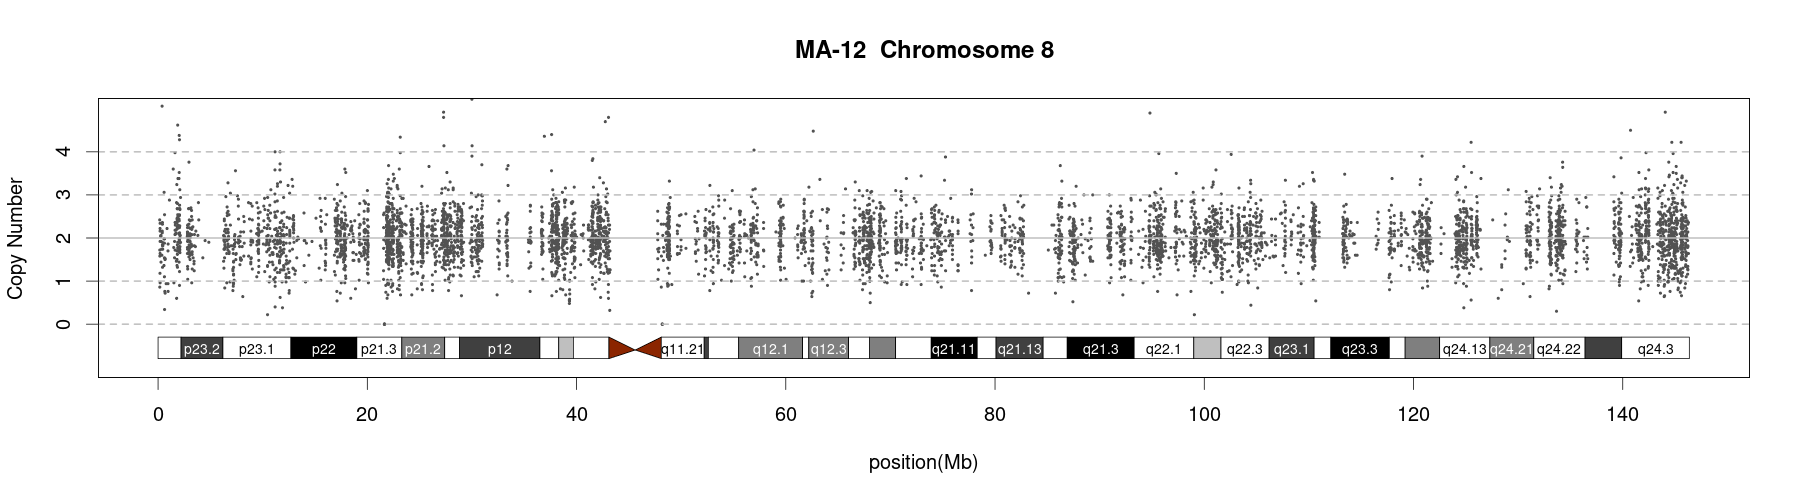 MA-12  Chromosome 8
Copy Number
4
3
2
1
0
p23.2 p23.1 p22 p21.3 p21.2 p12 q11.21 q12.1 q12.3 q21.11 q21.13 q21.3 q22.1 q22.3 q23.1 q23.3 q24.13 q24.21 q24.22 q24.3
0 20 40 60 80 100 120 140
position(Mb)